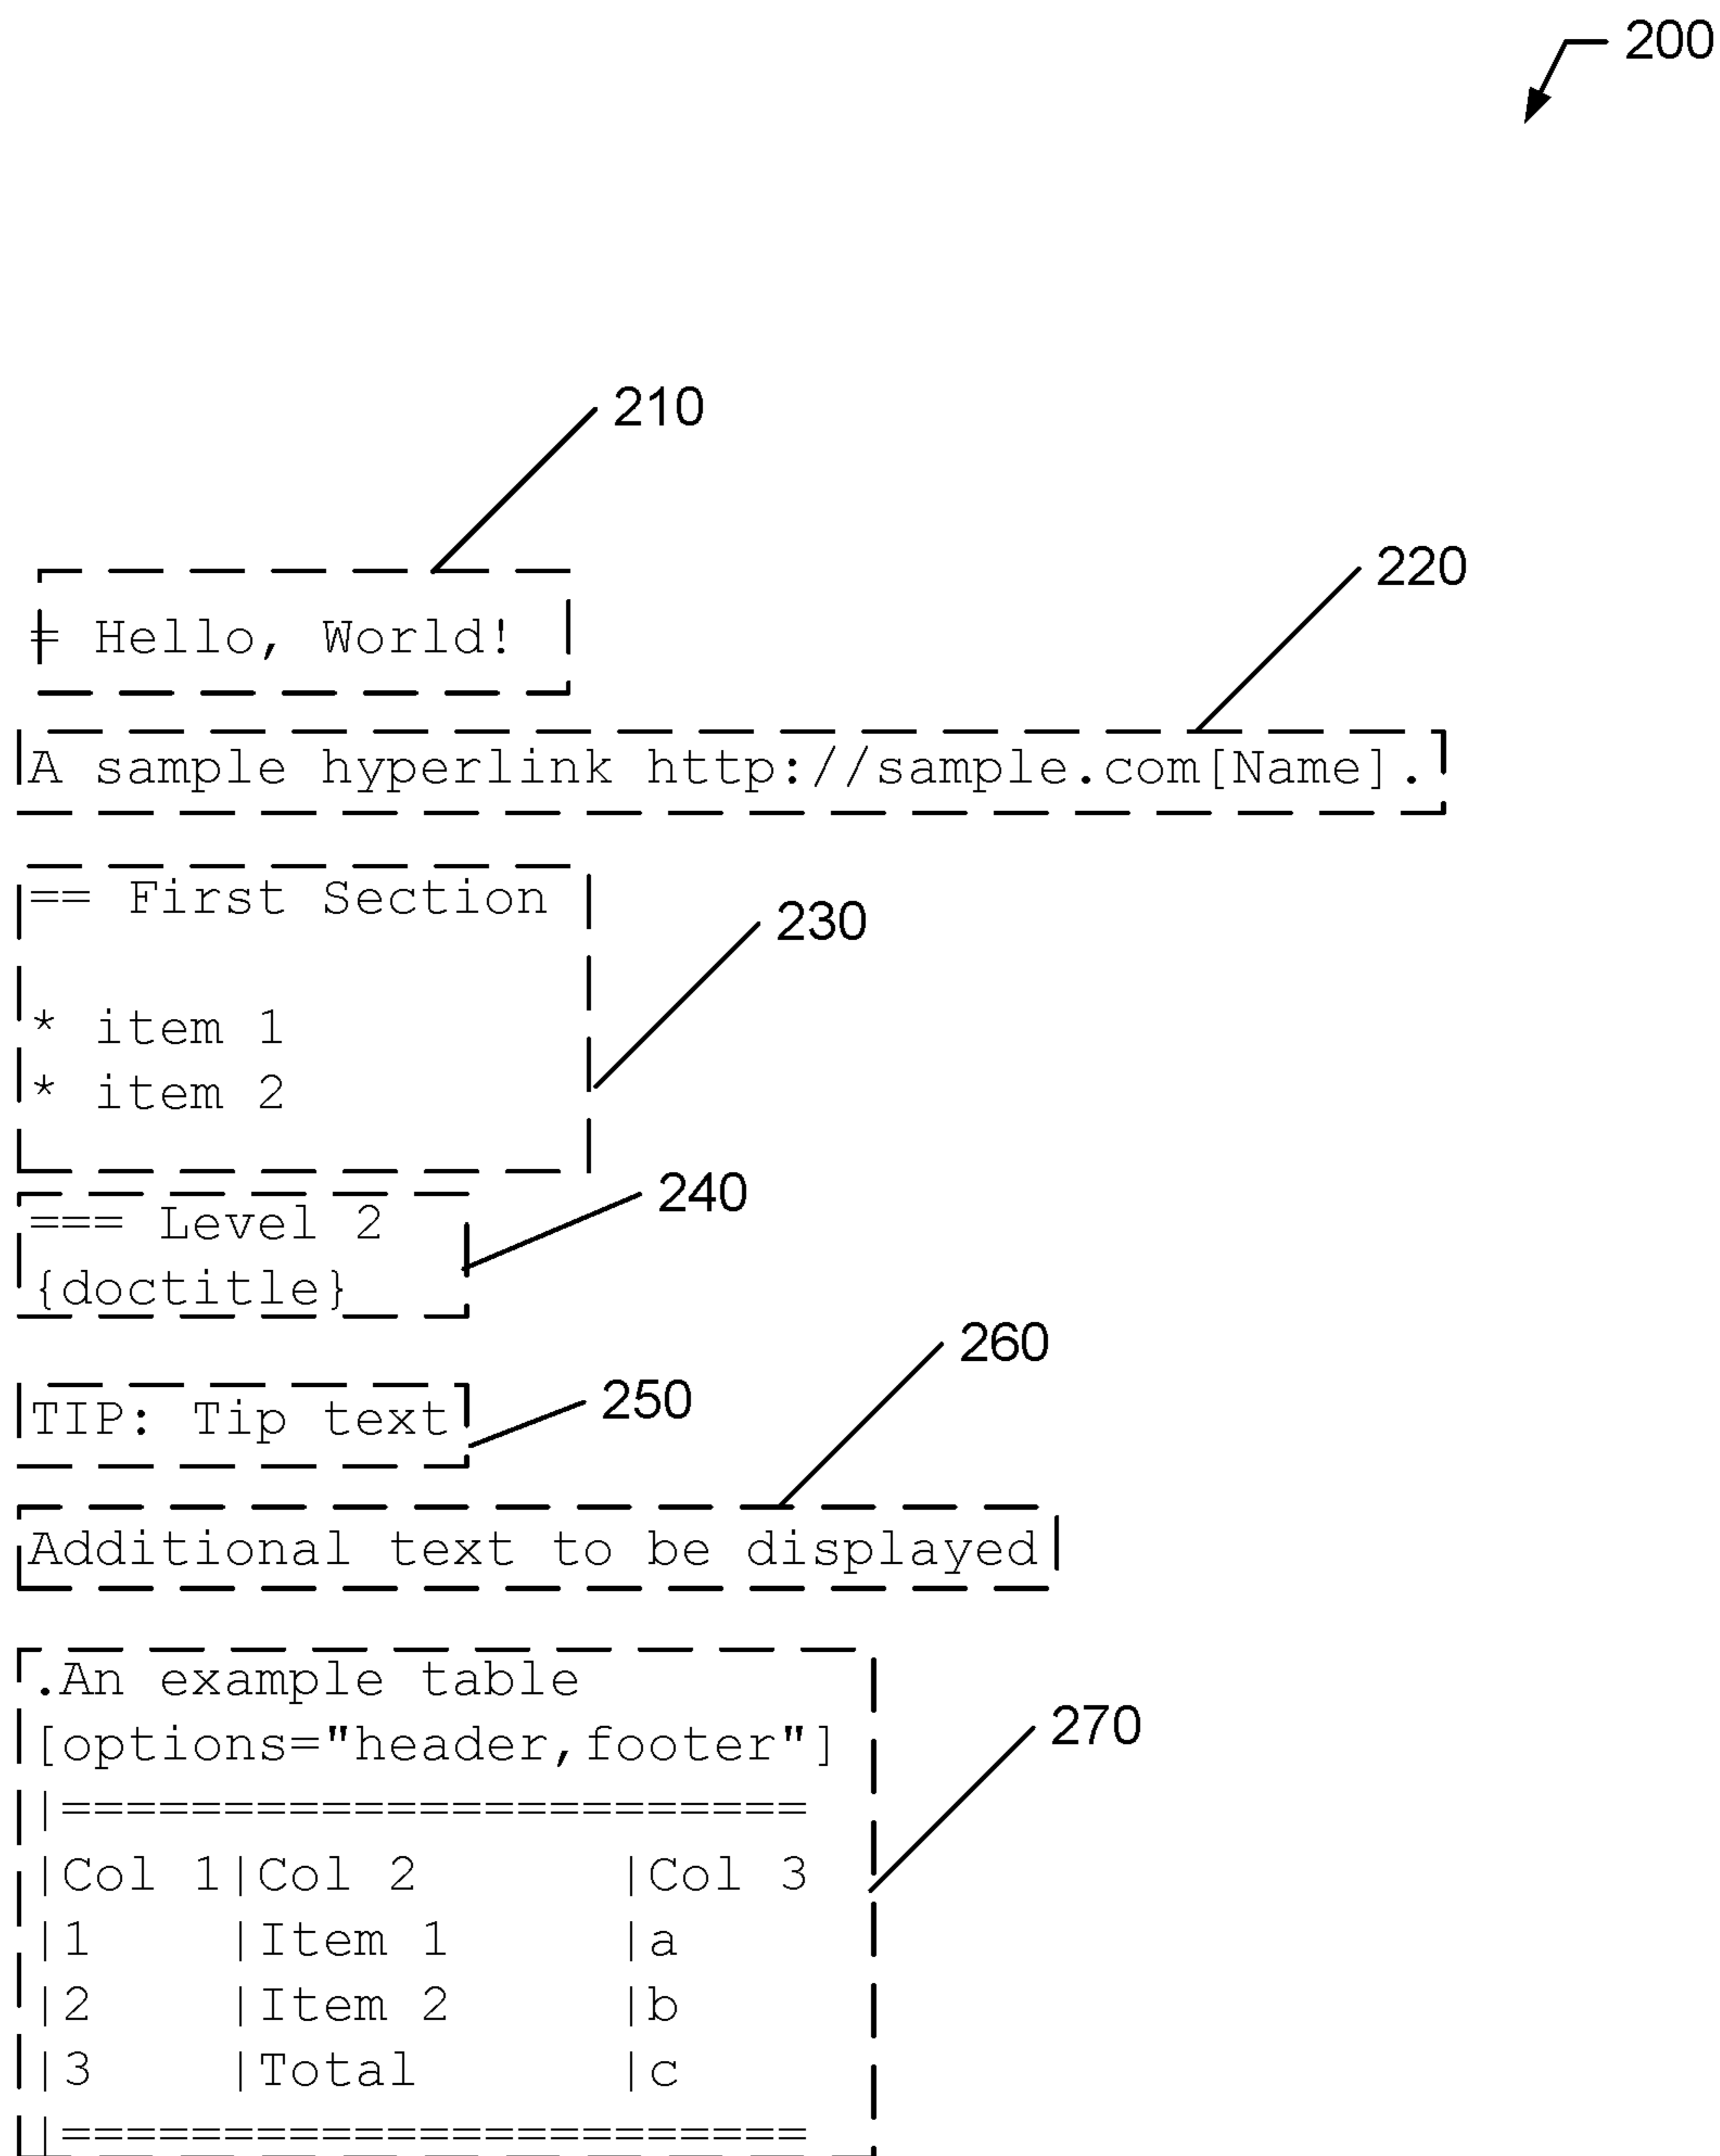 200
210
= Hello, World!
220
A sample hyperlink http://sample.com[Name].
== First Section
230
* item 1
* item 2
240
=== Level 2
{doctitle}
260
250
TIP: Tip text
Additional text to be displayed
.An example table
270
[options="header,footer"]
|=======================
|Col 1|Col 2      |Col 3
|1    |Item 1     |a
|2    |Item 2     |b
|3    |Total      |c
|=======================